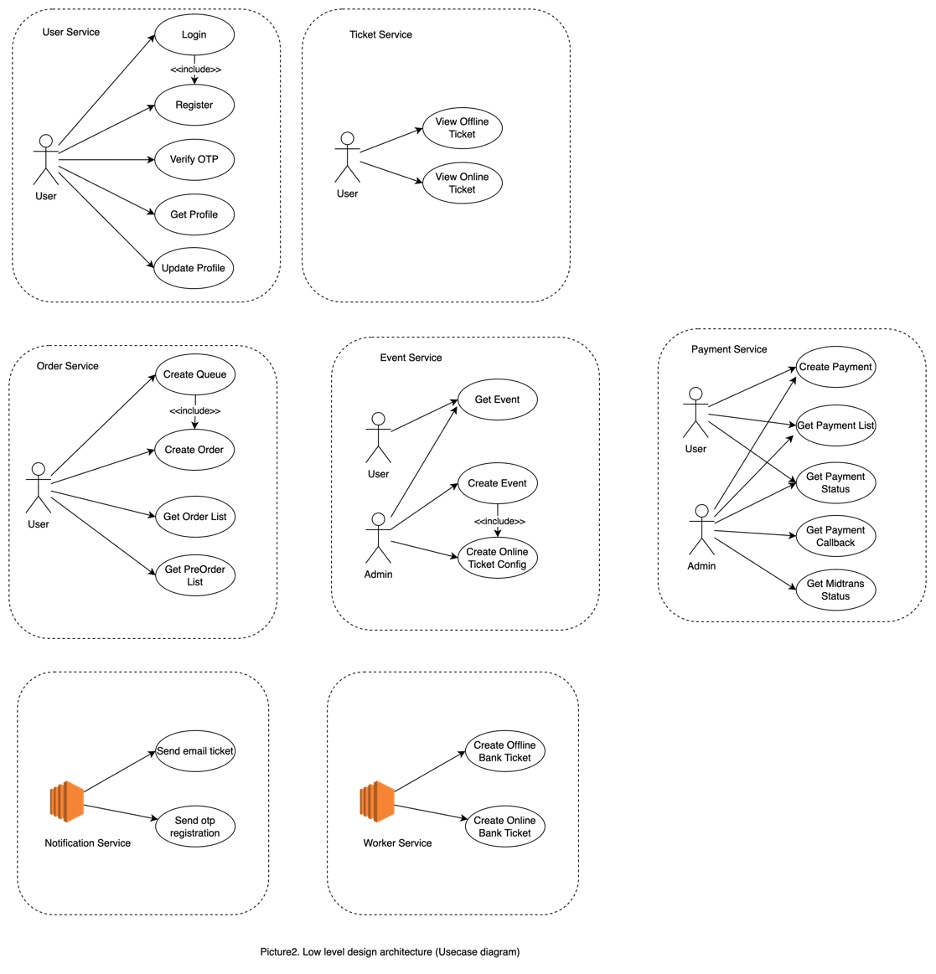 User Service
Login
<<include>>
Register
Verify OTP
Get Profile
Update Profile
User
Ticket Service
View Offline
Ticket
View Online
Ticket
User
Order Service
Create Queue
<<include>>
Create Order
Get Order List
Get PreOrder
List
User
Event Service
Get Event
User
Create Event
<<include>>
Create Online
Ticket Config
Admin
Payment Service
Create Payment
Get Payment List
User
Get Payment
Status
Get Payment
Callback
Admin
Get Midtrans
Status
Send email ticket
Send otp
registration
Notification Service
Create Offline
Bank Ticket
Create Online
Bank Ticket
Worker Service
Picture2. Low level design architecture (Usecase diagram)